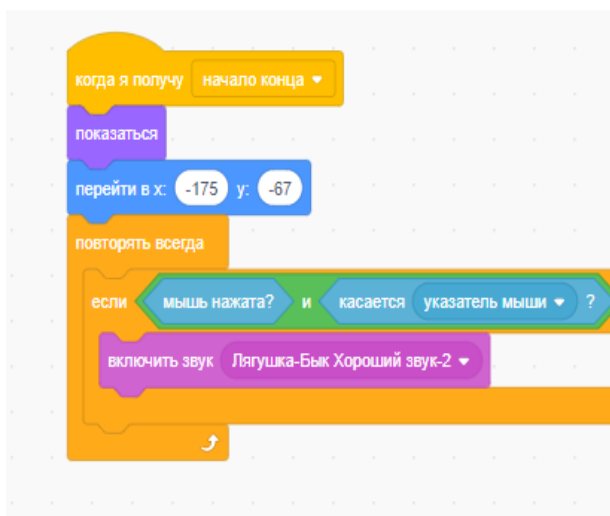 когда я получу начало конца
показаться
перейти в x: -175 y: -67
повторять всегда
если мышь нажата? и касается указатель мыши ?
включить звук Лягушка-Бык Хороший звук-2